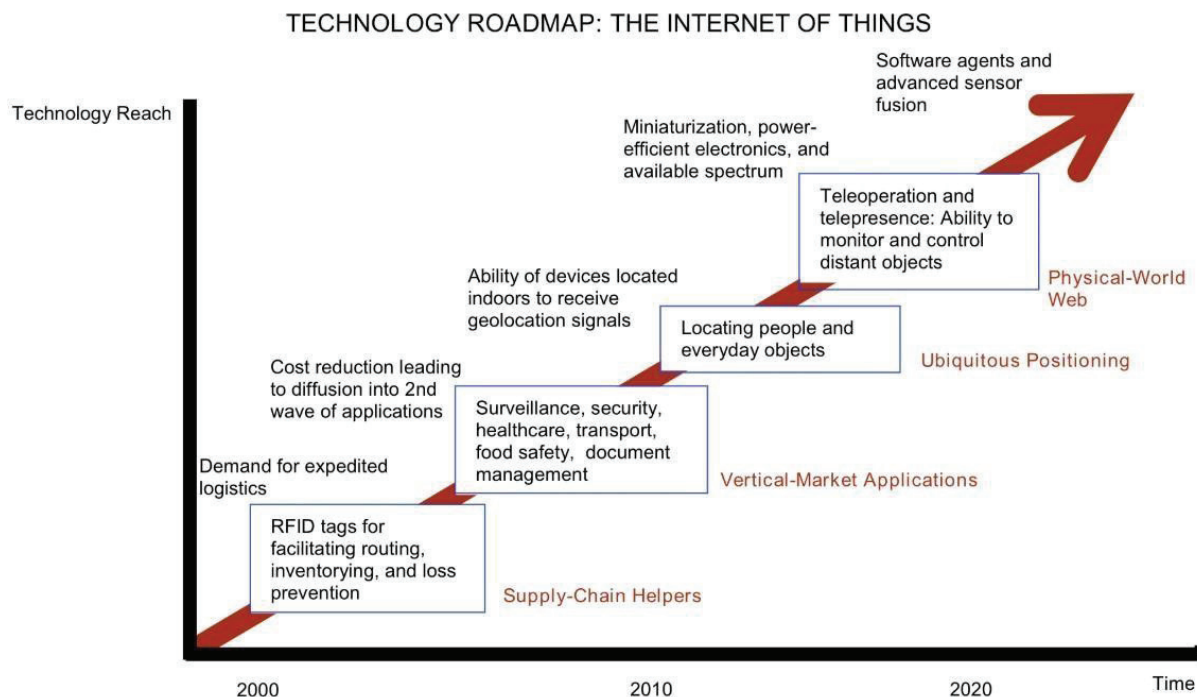 TECHNOLOGY ROADMAP: THE INTERNET OF THINGS
Software agents and
advanced sensor
fusion
Technology Reach
Miniaturization, power-
efficient electronics, and
available spectrum
Teleoperation and
telepresence: Ability to
monitor and control
distant objects
Physical-World
Web
Ability of devices located
indoors to receive
geolocation signals
Locating people and
everyday objects
Ubiquitous Positioning
Cost reduction leading
to diffusion into 2nd
wave of applications
Surveillance, security,
healthcare, transport,
food safety, document
management
Vertical-Market Applications
Demand for expedited
logistics
RFID tags for
facilitating routing,
inventorying, and loss
prevention
Supply-Chain Helpers
2000
2010
2020
Time